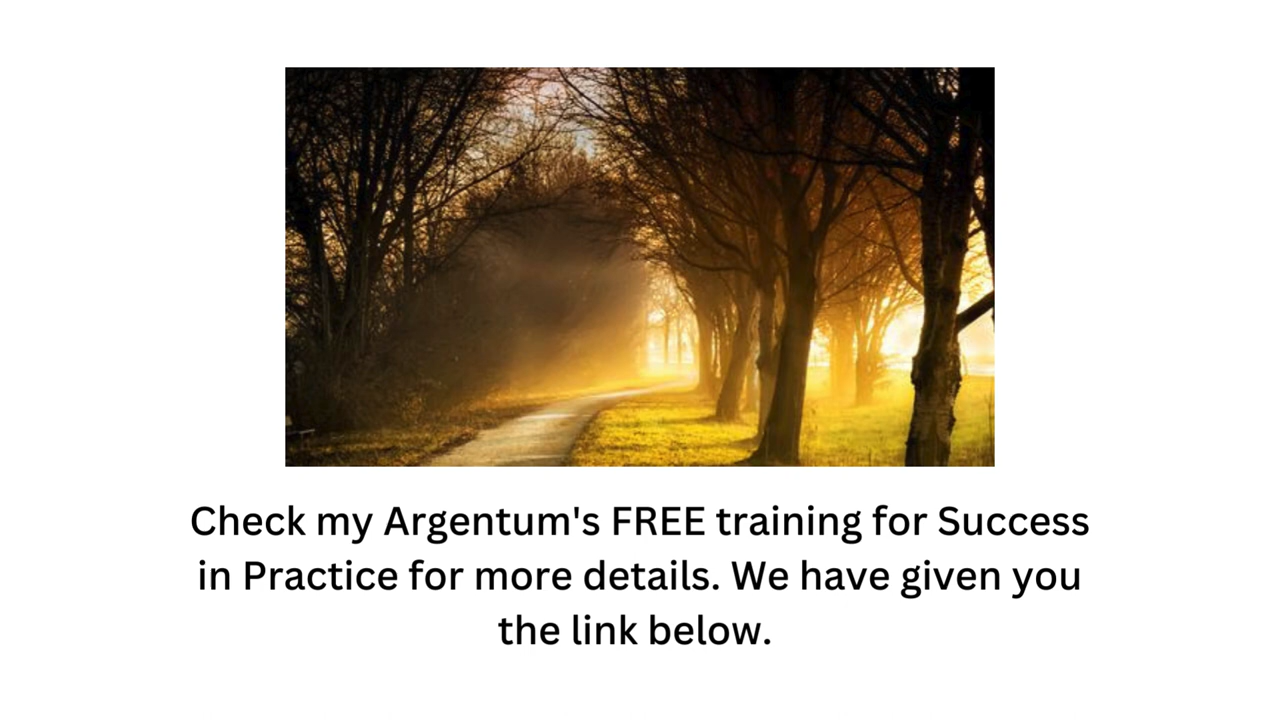 Check my Argentum's FREE training for Success
in Practice for more details. We have given you
the link below.